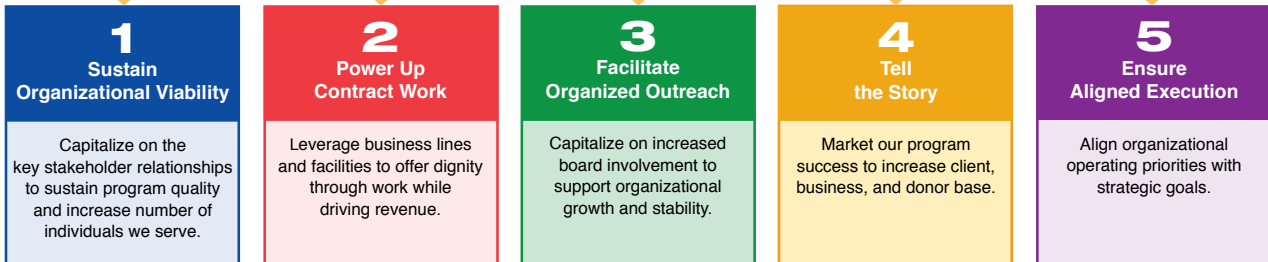 1
Sustain
Organizational Viability
Capitalize on the
key stakeholder relationships
to sustain program quality
and increase number of
individuals we serve.
2
Power Up
Contract Work
Leverage business lines
and facilities to offer dignity
through work while
driving revenue.
3
Facilitate
Organized Outreach
Capitalize on increased
board involvement to
support organizational
growth and stability.
4
Tell
the Story
Market our program
success to increase client,
business, and donor base.
5
Ensure
Aligned Execution
Align organizational
operating priorities with
strategic goals.